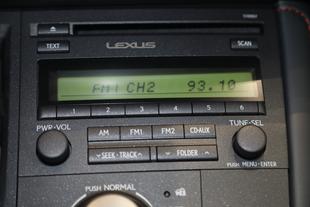 TEXT LEXUS SCAN
FM1 CH2 93.10
1 2 3 4 5 6
PWR•VOL AM FM1 FM2 CD•AUX TUNE•SEL
SEEK•TRACK FOLDER
PUSH•MENU•ENTER
PUSH NORMAL